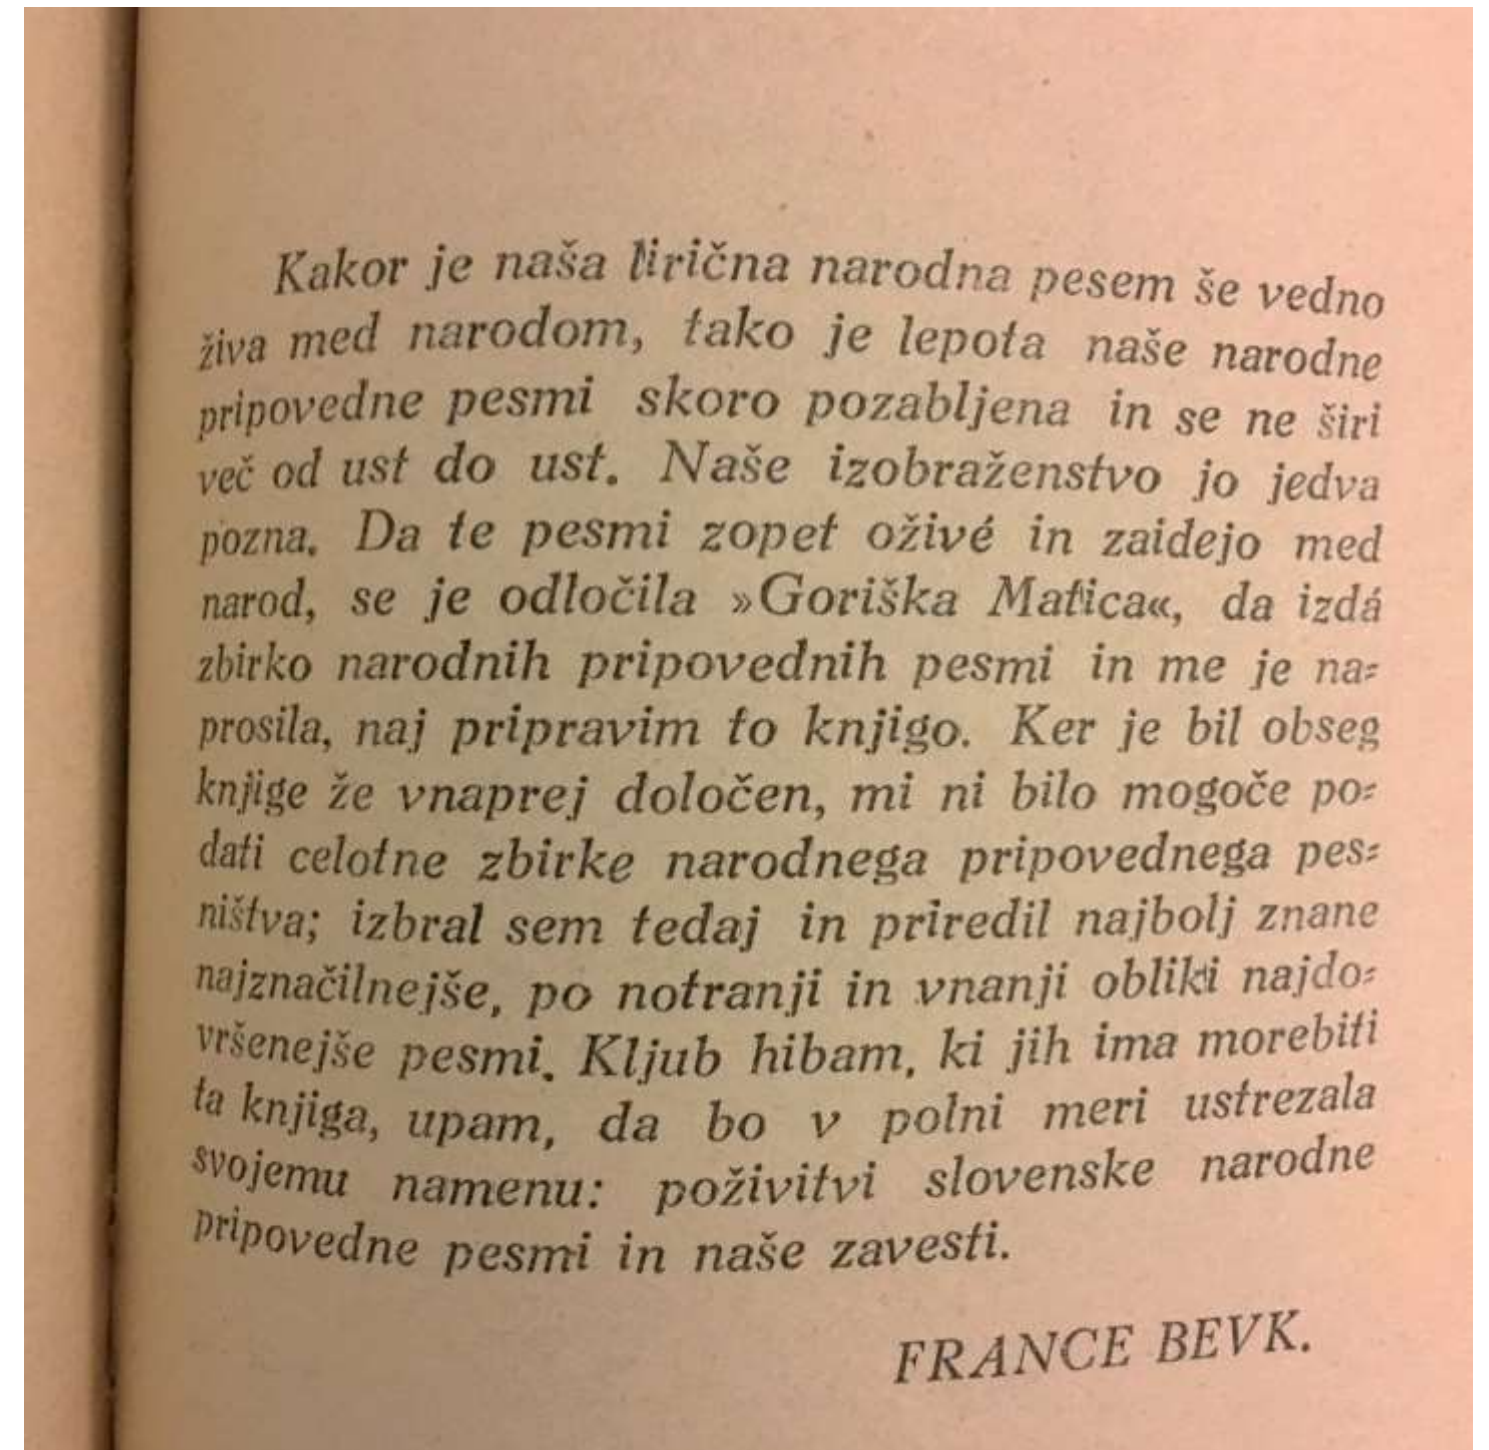 Kakor je naša lirična narodna pesem še vedno
živa med narodom, tako je lepota naše narodne
pripovedne pesmi skoro pozabljena in se ne širi
več od ust do ust. Naše izobraženstvo jo jedva
pozna. Da te pesmi zopet oživé in zaidejo med
narod, se je odločila »Goriška Matica«, da izdá
zbirko narodnih pripovednih pesmi in me je na-
prosila, naj pripravim to knjigo. Ker je bil obseg
knjige že vnaprej določen, mi ni bilo mogoče po-
dati celotne zbirke narodnega pripovednega pes-
ništva; izbral sem tedaj in priredil najbolj znane
najznačilnejše, po notranji in vnanji obliki najdo-
vršenejše pesmi. Kljub hibam, ki jih ima morebiti
ta knjiga, upam, da bo v polni meri ustrezala
svojemu namenu: poživitvi slovenske narodne
pripovedne pesmi in naše zavesti.
FRANCE BEVK.